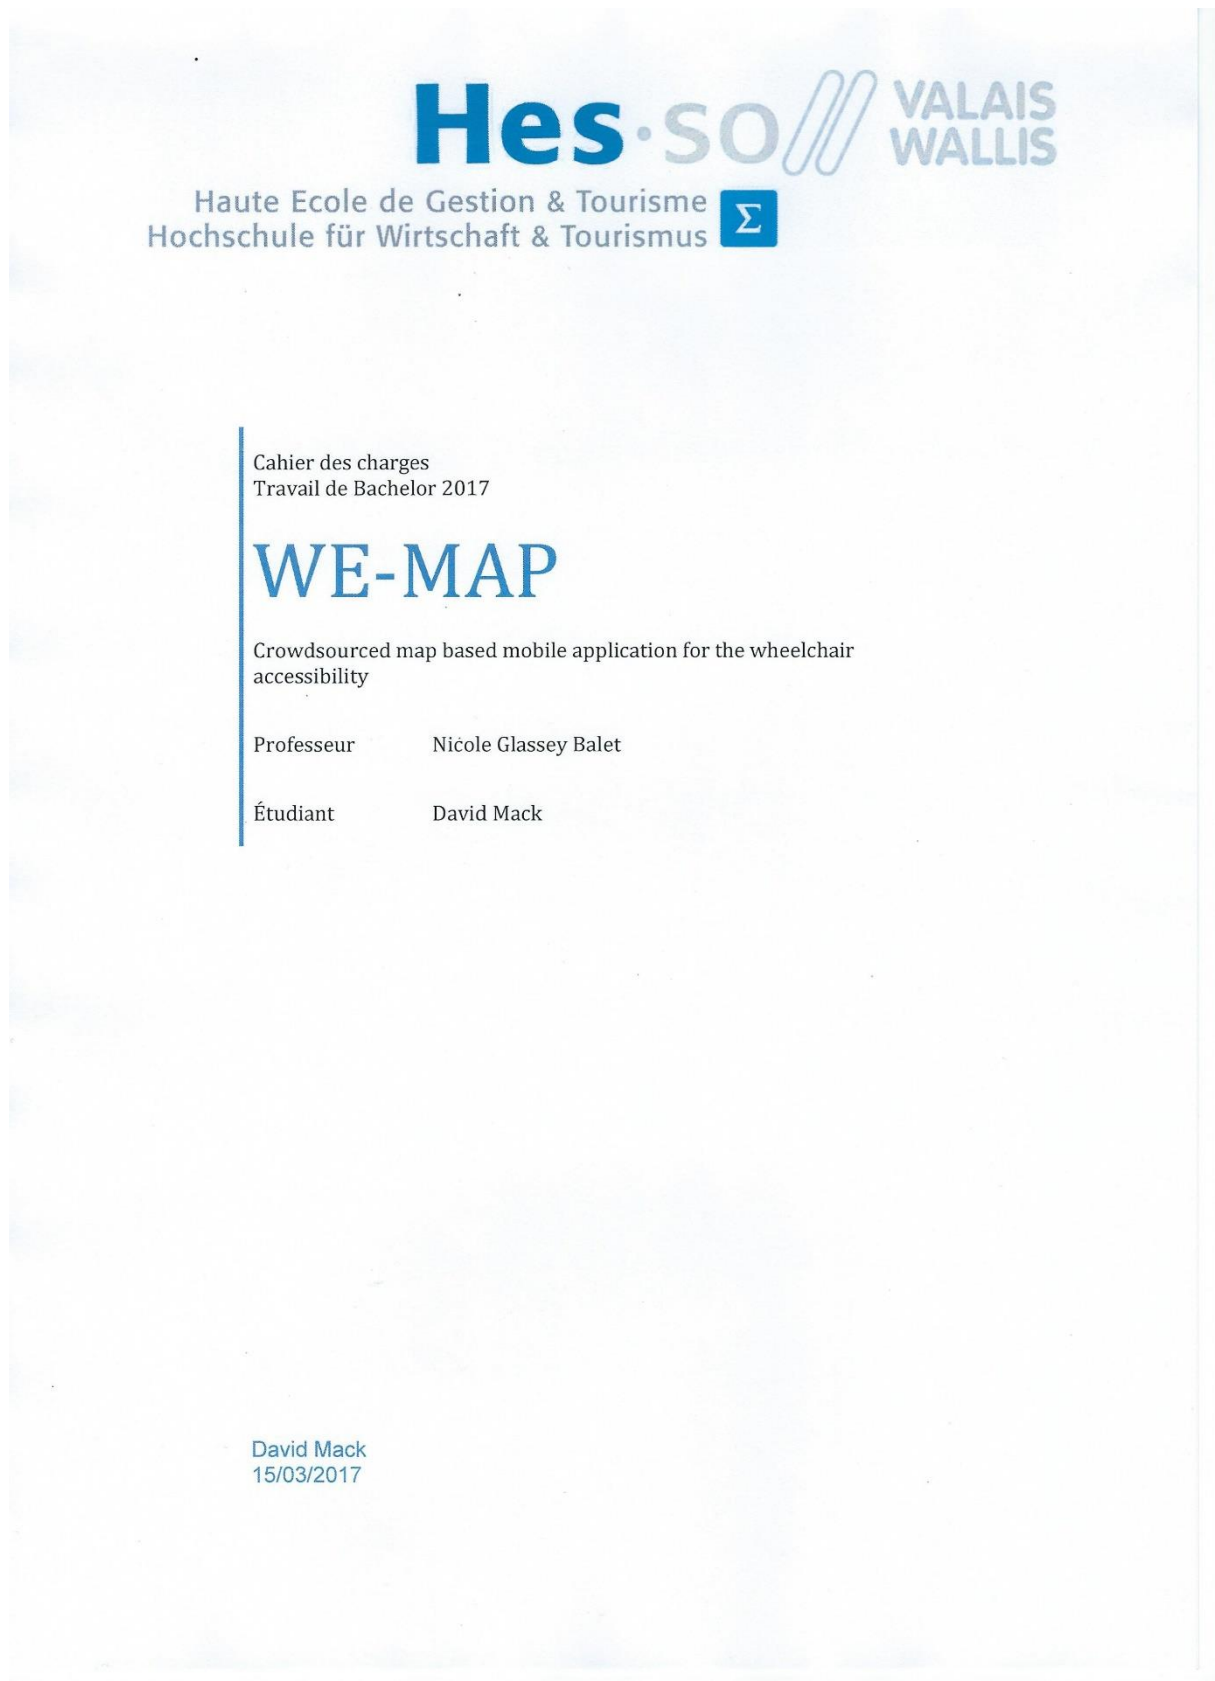 Hes·so VALAIS
WALLIS
Haute Ecole de Gestion & Tourisme
Hochschule für Wirtschaft & Tourismus
Σ
Cahier des charges
Travail de Bachelor 2017
WE-MAP
Crowdsourced map based mobile application for the wheelchair
accessibility
Professeur Nicole Glassey Balet
Étudiant David Mack
David Mack
15/03/2017